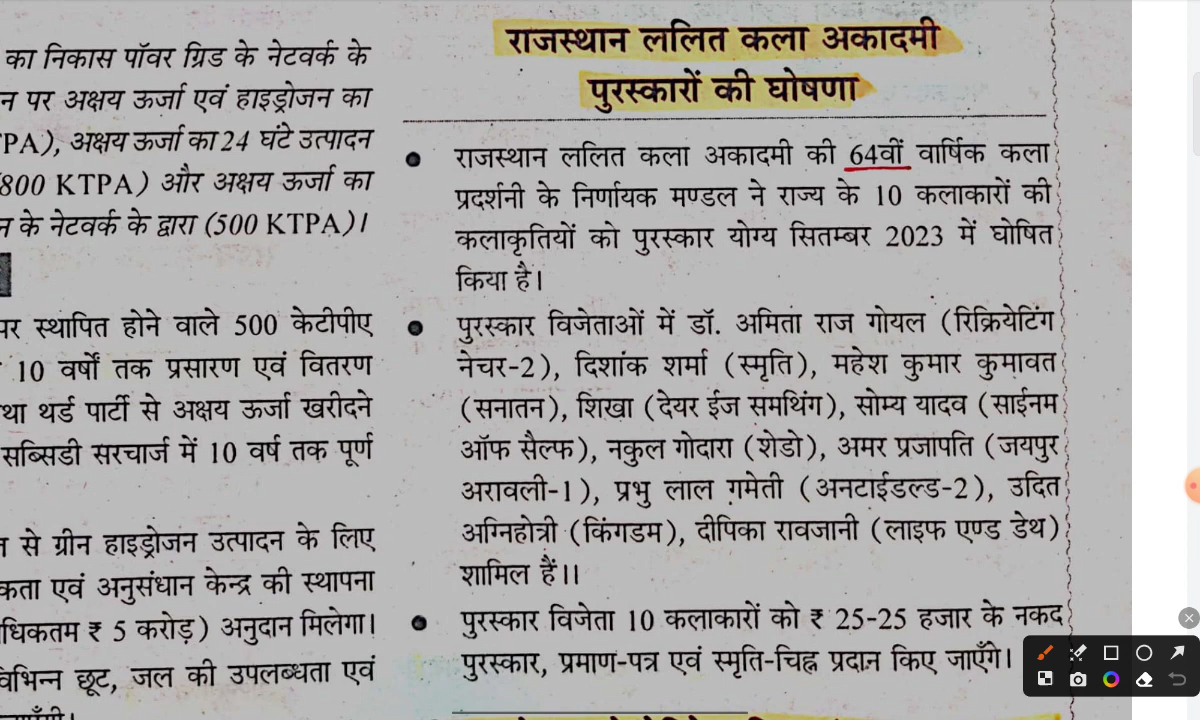 का निकास पॉवर ग्रिड के नेटवर्क के
न पर अक्षय ऊर्जा एवं हाइड्रोजन का
PA), अक्षय ऊर्जा का 24 घंटे उत्पादन
800 KTPA) और अक्षय ऊर्जा का
के नेटवर्क के द्वारा (500 KTPA)।
पर स्थापित होने वाले 500 केटीपीए
10 वर्षों तक प्रसारण एवं वितरण
था थर्ड पार्टी से अक्षय ऊर्जा खरीदने
सब्सिडी सरचार्ज में 10 वर्ष तक पूर्ण
से ग्रीन हाइड्रोजन उत्पादन के लिए
कता एवं अनुसंधान केन्द्र की स्थापना
धिकतम ₹ 5 करोड़) अनुदान मिलेगा।
विभिन्न छूट, जल की उपलब्धता एवं
राजस्थान ललित कला अकादमी
पुरस्कारों की घोषणा
● राजस्थान ललित कला अकादमी की 64वीं वार्षिक कला
प्रदर्शनी के निर्णायक मण्डल ने राज्य के 10 कलाकारों की
कलाकृतियों को पुरस्कार योग्य सितम्बर 2023 में घोषित
किया है।
● पुरस्कार विजेताओं में डॉ. अमिता राज गोयल (रिक्रियेटिंग
नेचर-2), दिशांक शर्मा (स्मृति), महेश कुमार कुमावत
(सनातन), शिखा (देयर ईज समथिंग), सोम्य यादव (साईनम
ऑफ सैल्फ), नकुल गोदारा (शेडो), अमर प्रजापति (जयपुर
अरावली-1), प्रभु लाल ग़मेती (अनटाईडल्ड-2), उदित
अग्निहोत्री (किंगडम), दीपिका रावजानी (लाइफ एण्ड डेथ)
शामिल हैं।।
● पुरस्कार विजेता 10 कलाकारों को ₹ 25-25 हजार के नकद
पुरस्कार, प्रमाण-पत्र एवं स्मृति-चिह्न प्रदान किए जाएँगे।